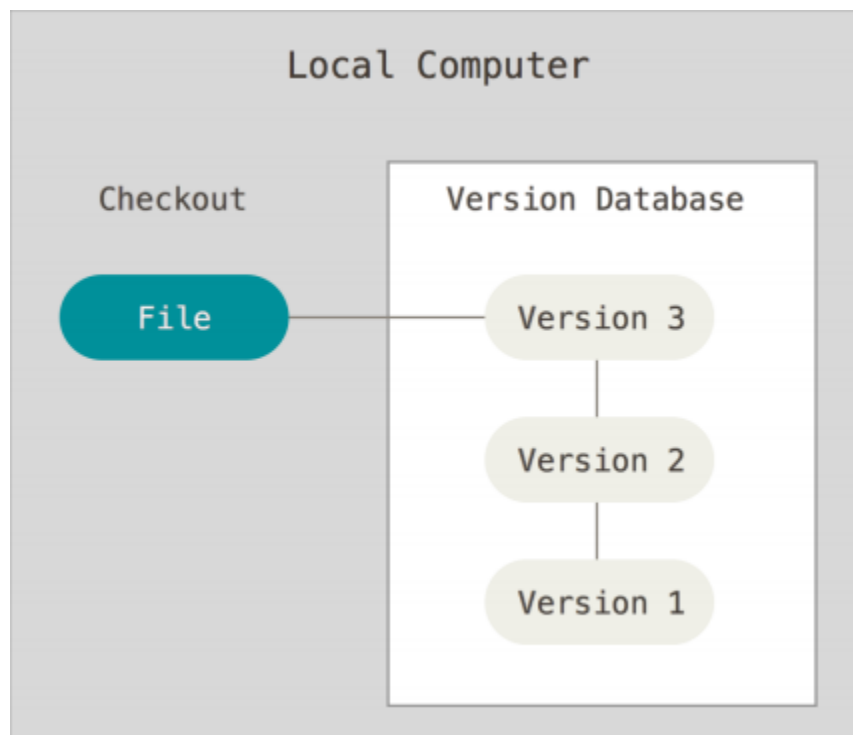 Local Computer
Checkout
Version Database
File
Version 3
Version 2
Version 1